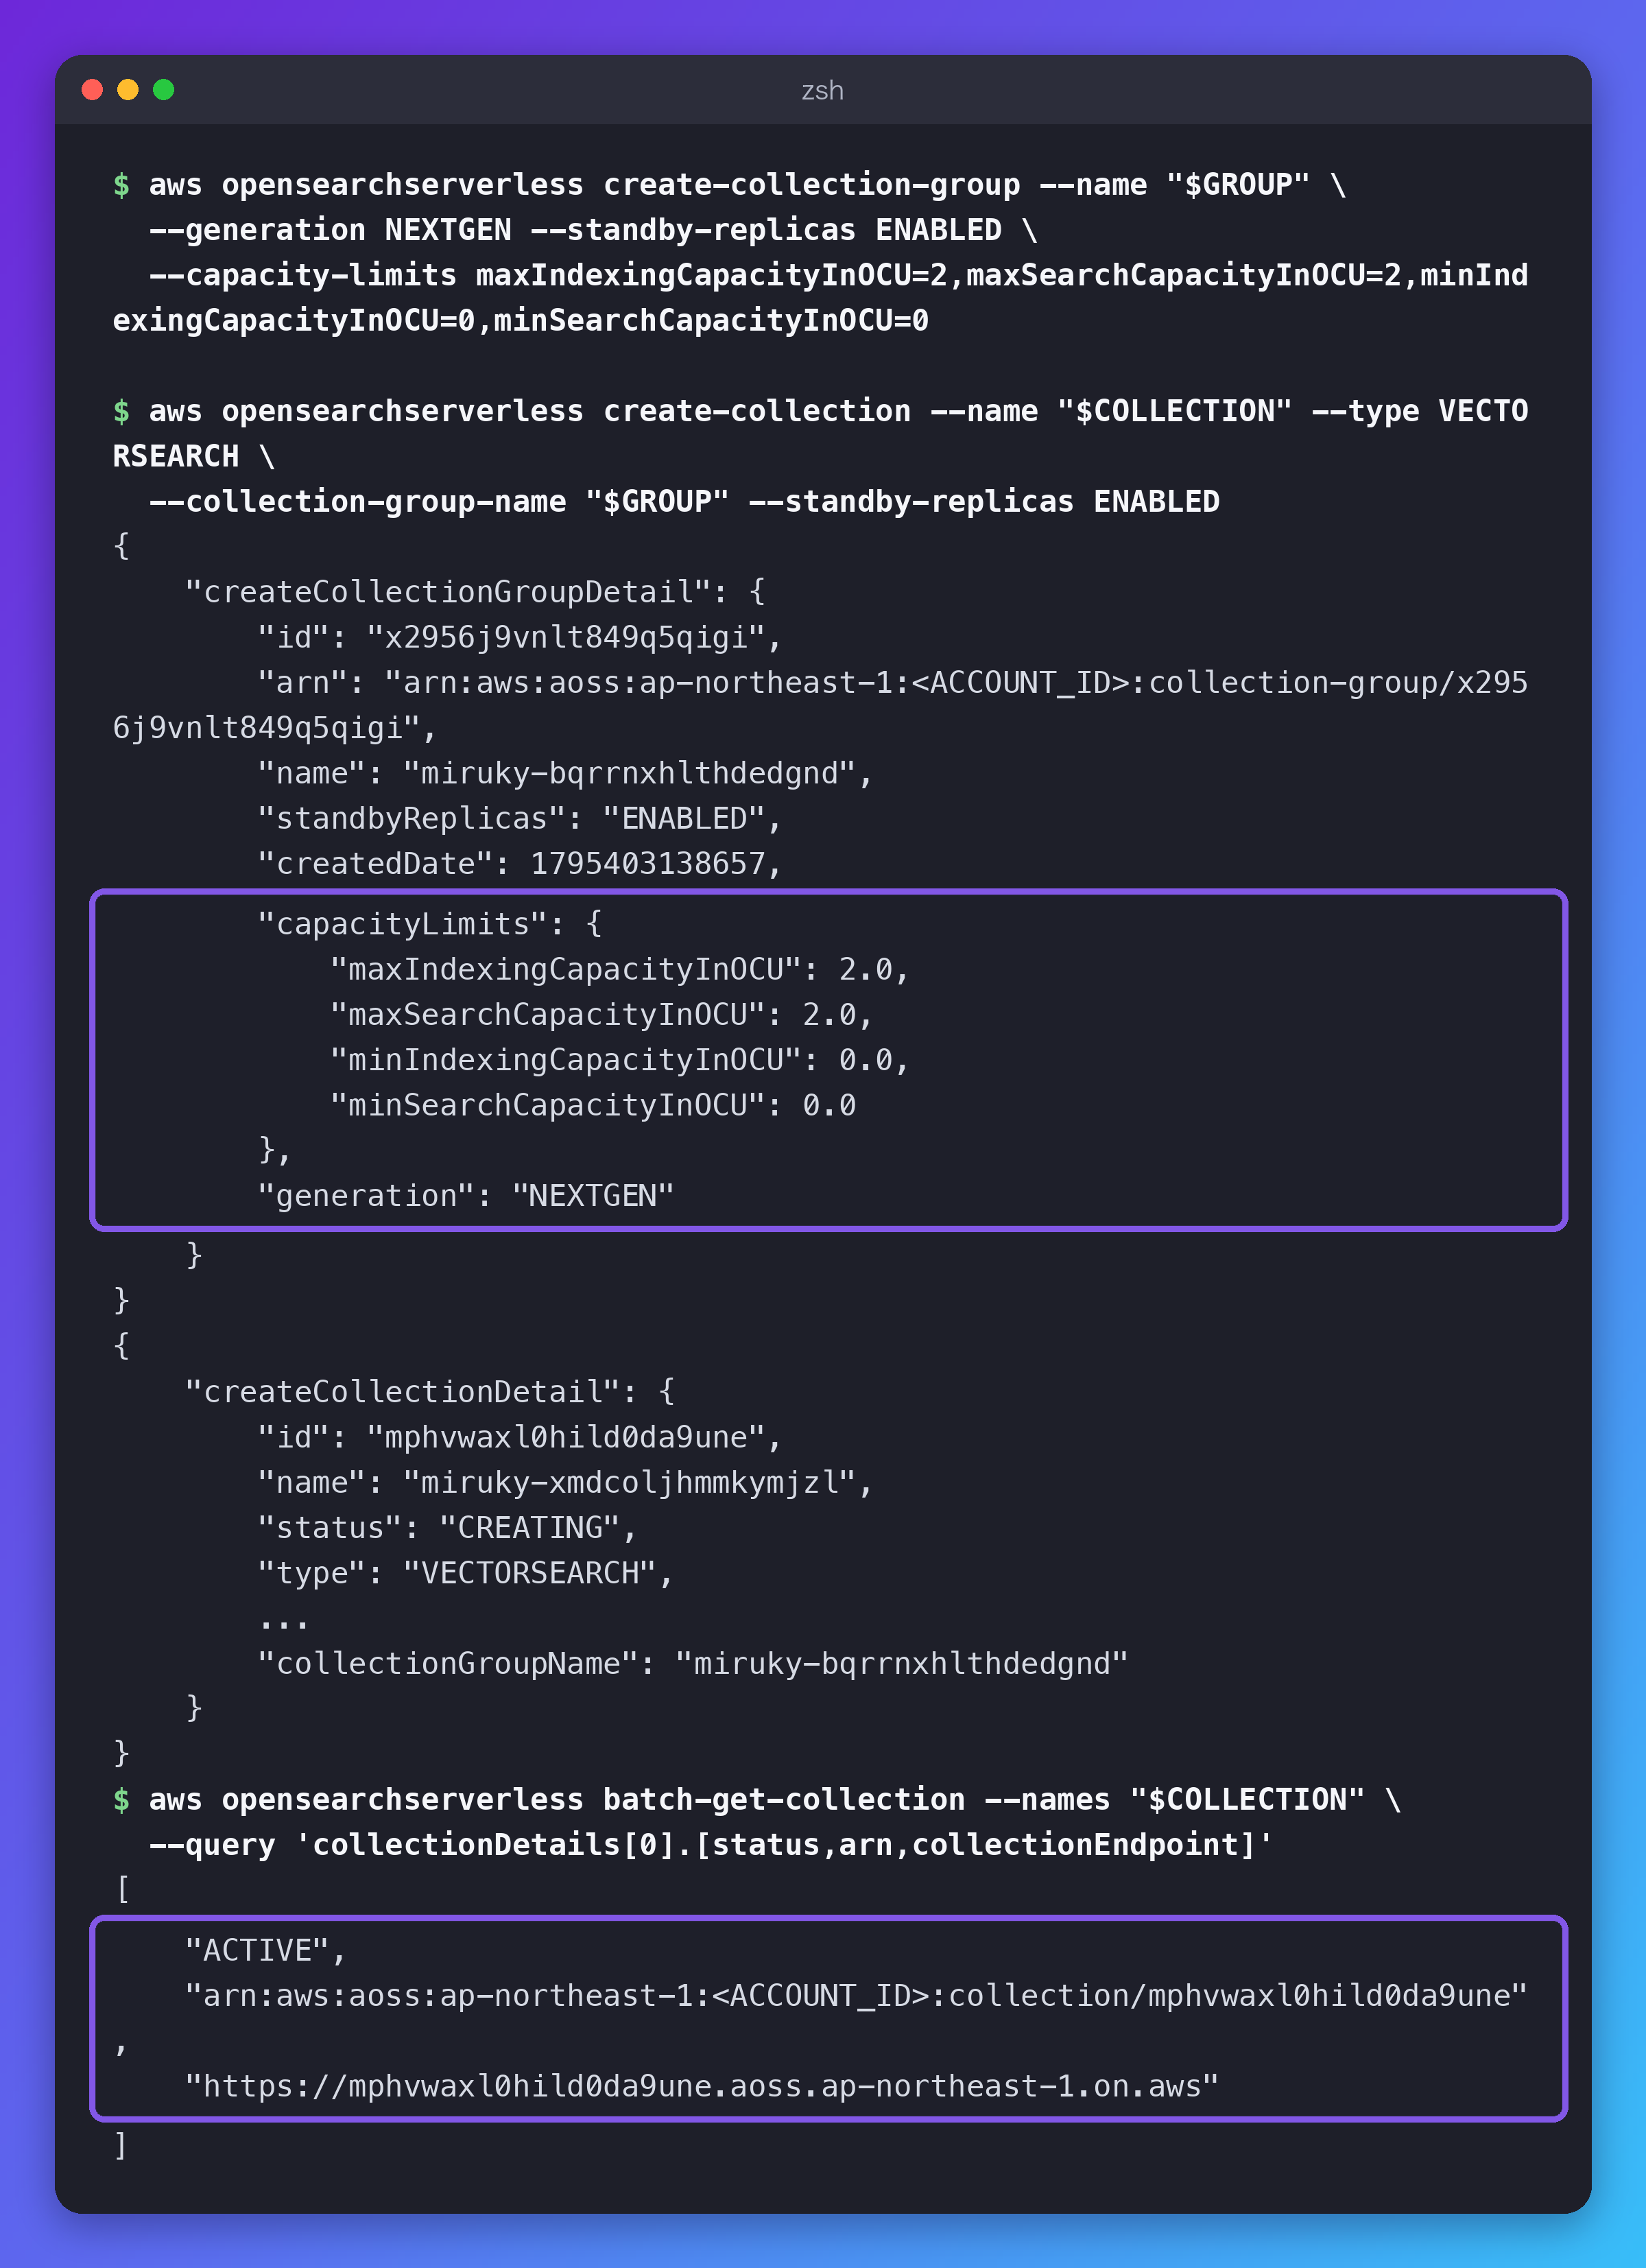 zsh
$ aws opensearchserverless create-collection-group --name "$GROUP" \
  --generation NEXTGEN --standby-replicas ENABLED \
  --capacity-limits maxIndexingCapacityInOCU=2,maxSearchCapacityInOCU=2,minInd
exingCapacityInOCU=0,minSearchCapacityInOCU=0

$ aws opensearchserverless create-collection --name "$COLLECTION" --type VECTO
RSEARCH \
  --collection-group-name "$GROUP" --standby-replicas ENABLED
{
    "createCollectionGroupDetail": {
        "id": "x2956j9vnlt849q5qigi",
        "arn": "arn:aws:aoss:ap-northeast-1:<ACCOUNT_ID>:collection-group/x295
6j9vnlt849q5qigi",
        "name": "miruky-bqrrnxhlthdedgnd",
        "standbyReplicas": "ENABLED",
        "createdDate": 1795403138657,
        "capacityLimits": {
            "maxIndexingCapacityInOCU": 2.0,
            "maxSearchCapacityInOCU": 2.0,
            "minIndexingCapacityInOCU": 0.0,
            "minSearchCapacityInOCU": 0.0
        },
        "generation": "NEXTGEN"
    }
}
{
    "createCollectionDetail": {
        "id": "mphvwaxl0hild0da9une",
        "name": "miruky-xmdcoljhmmkymjzl",
        "status": "CREATING",
        "type": "VECTORSEARCH",
        ...
        "collectionGroupName": "miruky-bqrrnxhlthdedgnd"
    }
}
$ aws opensearchserverless batch-get-collection --names "$COLLECTION" \
  --query 'collectionDetails[0].[status,arn,collectionEndpoint]'
[
    "ACTIVE",
    "arn:aws:aoss:ap-northeast-1:<ACCOUNT_ID>:collection/mphvwaxl0hild0da9une"
,
    "https://mphvwaxl0hild0da9une.aoss.ap-northeast-1.on.aws"
]